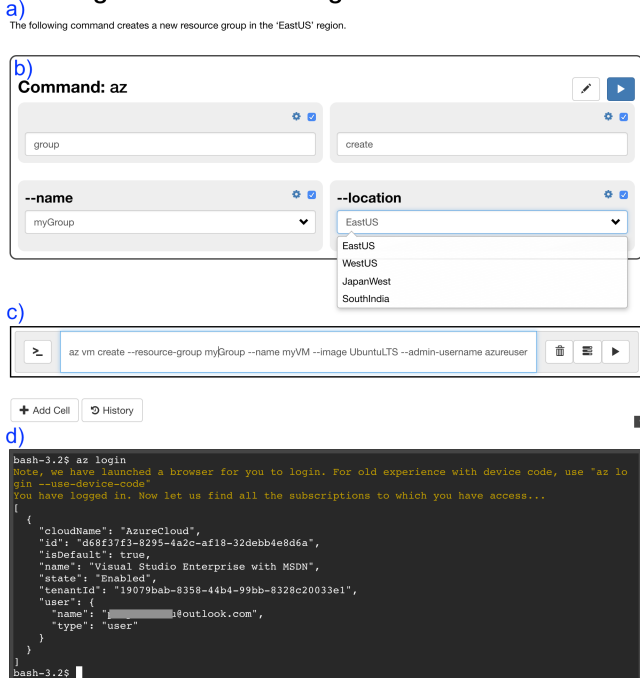 a)
The following command creates a new resource group in the ‘EastUS’ region.
b)
Command: az
group
create
--name
--location
myGroup
EastUS
EastUS
WestUS
JapanWest
SouthIndia
c)
az vm create --resource-group myGroup --name myVM --image UbuntuLTS --admin-username azureuser
Add Cell
History
d)
bash-3.2$ az login
Note, we have launched a browser for you to login. For old experience with device code, use "az lo
gin --use-device-code"
You have logged in. Now let us find all the subscriptions to which you have access...
[
{
"cloudName": "AzureCloud",
"id": "d68f37f3-8295-4a2c-af18-32debb4e8d6a",
"isDefault": true,
"name": "Visual Studio Enterprise with MSDN",
"state": "Enabled",
"tenantId": "19079bab-8358-44b4-99bb-8328c20033e1",
"user": {
"name": "@outlook.com",
"type": "user"
}
}
]
bash-3.2$